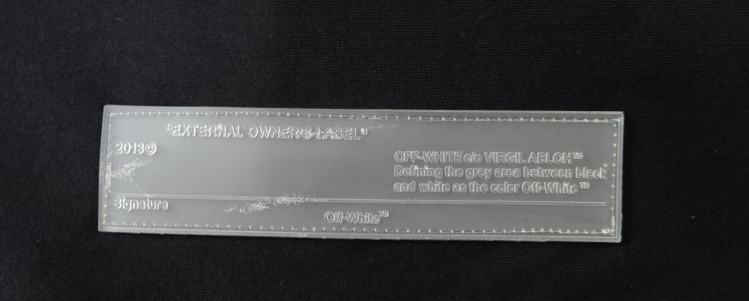 "EXTERNAL OWNER'S LABEL"
2013©
OFF-WHITE c/o VIRGIL ABLOH™
Defining the grey area between black
and white as the color Off-White™
Signature
Off-White™